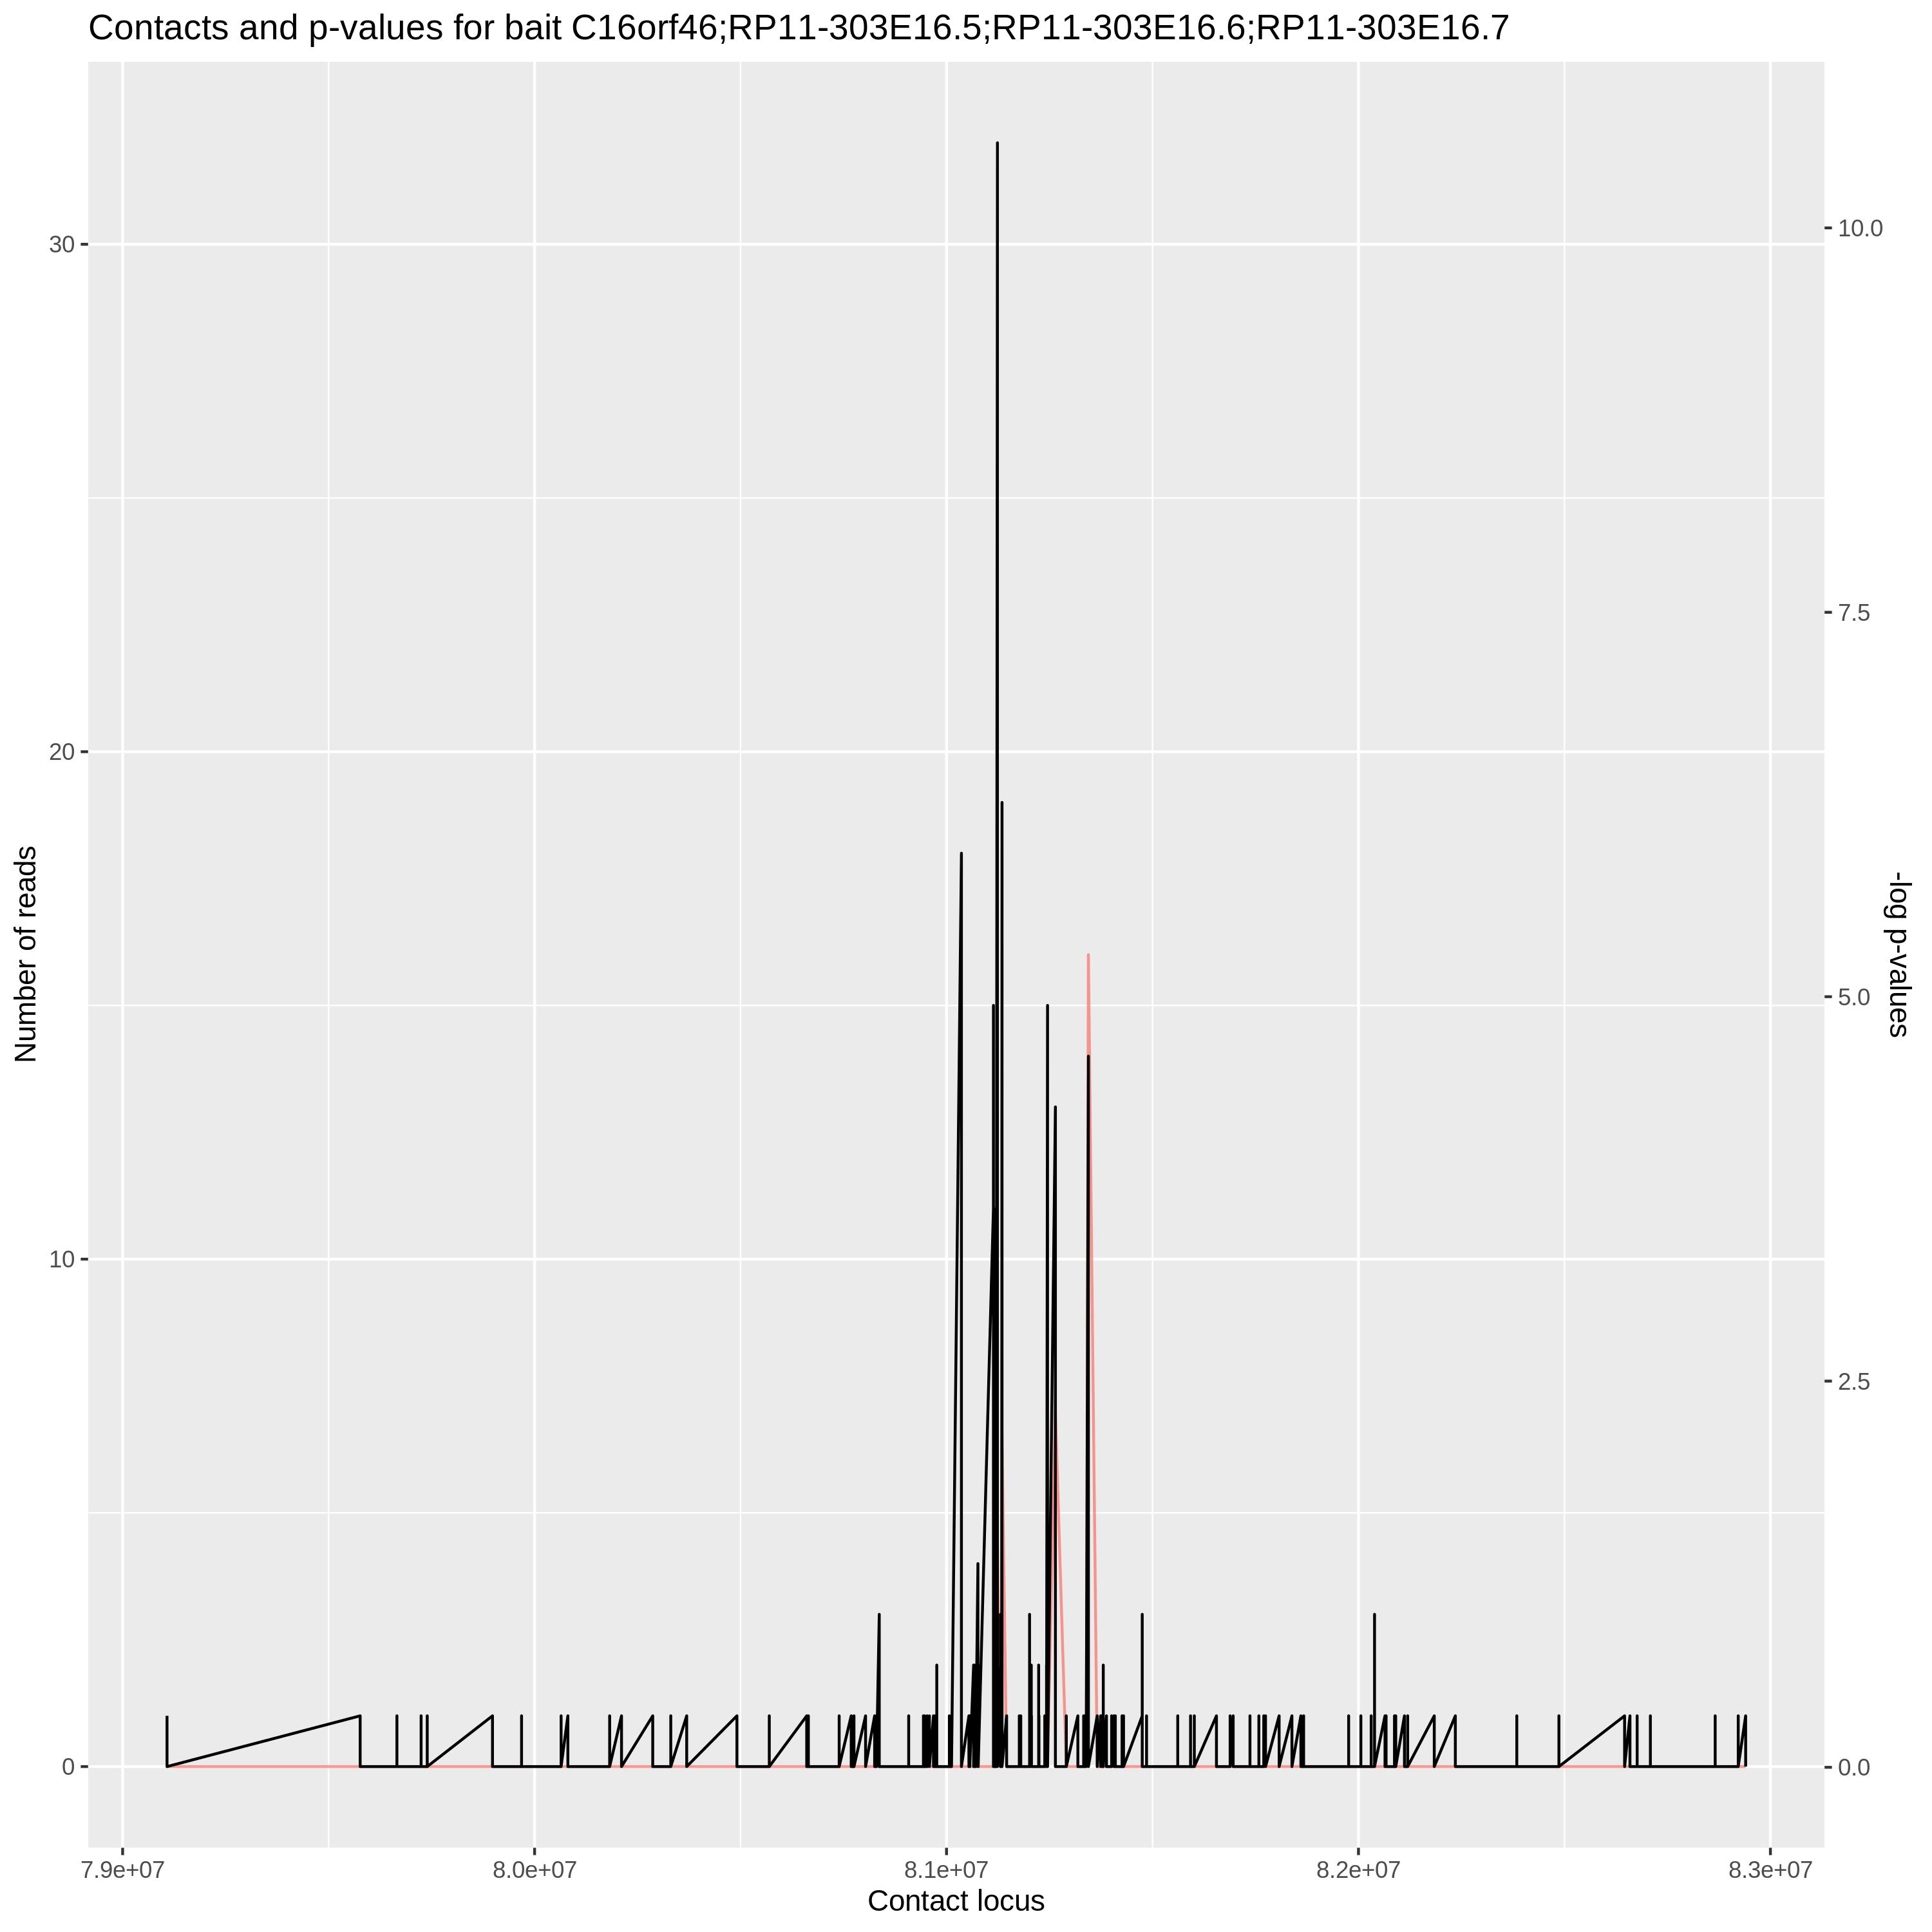 Contacts and p-values for bait C16orf46;RP11-303E16.5;RP11-303E16.6;RP11-303E16.7
Number of reads
30
20
10
0
10.0
7.5
5.0
2.5
0.0
-log p-values
7.9e+07 8.0e+07 8.1e+07 8.2e+07 8.3e+07
Contact locus